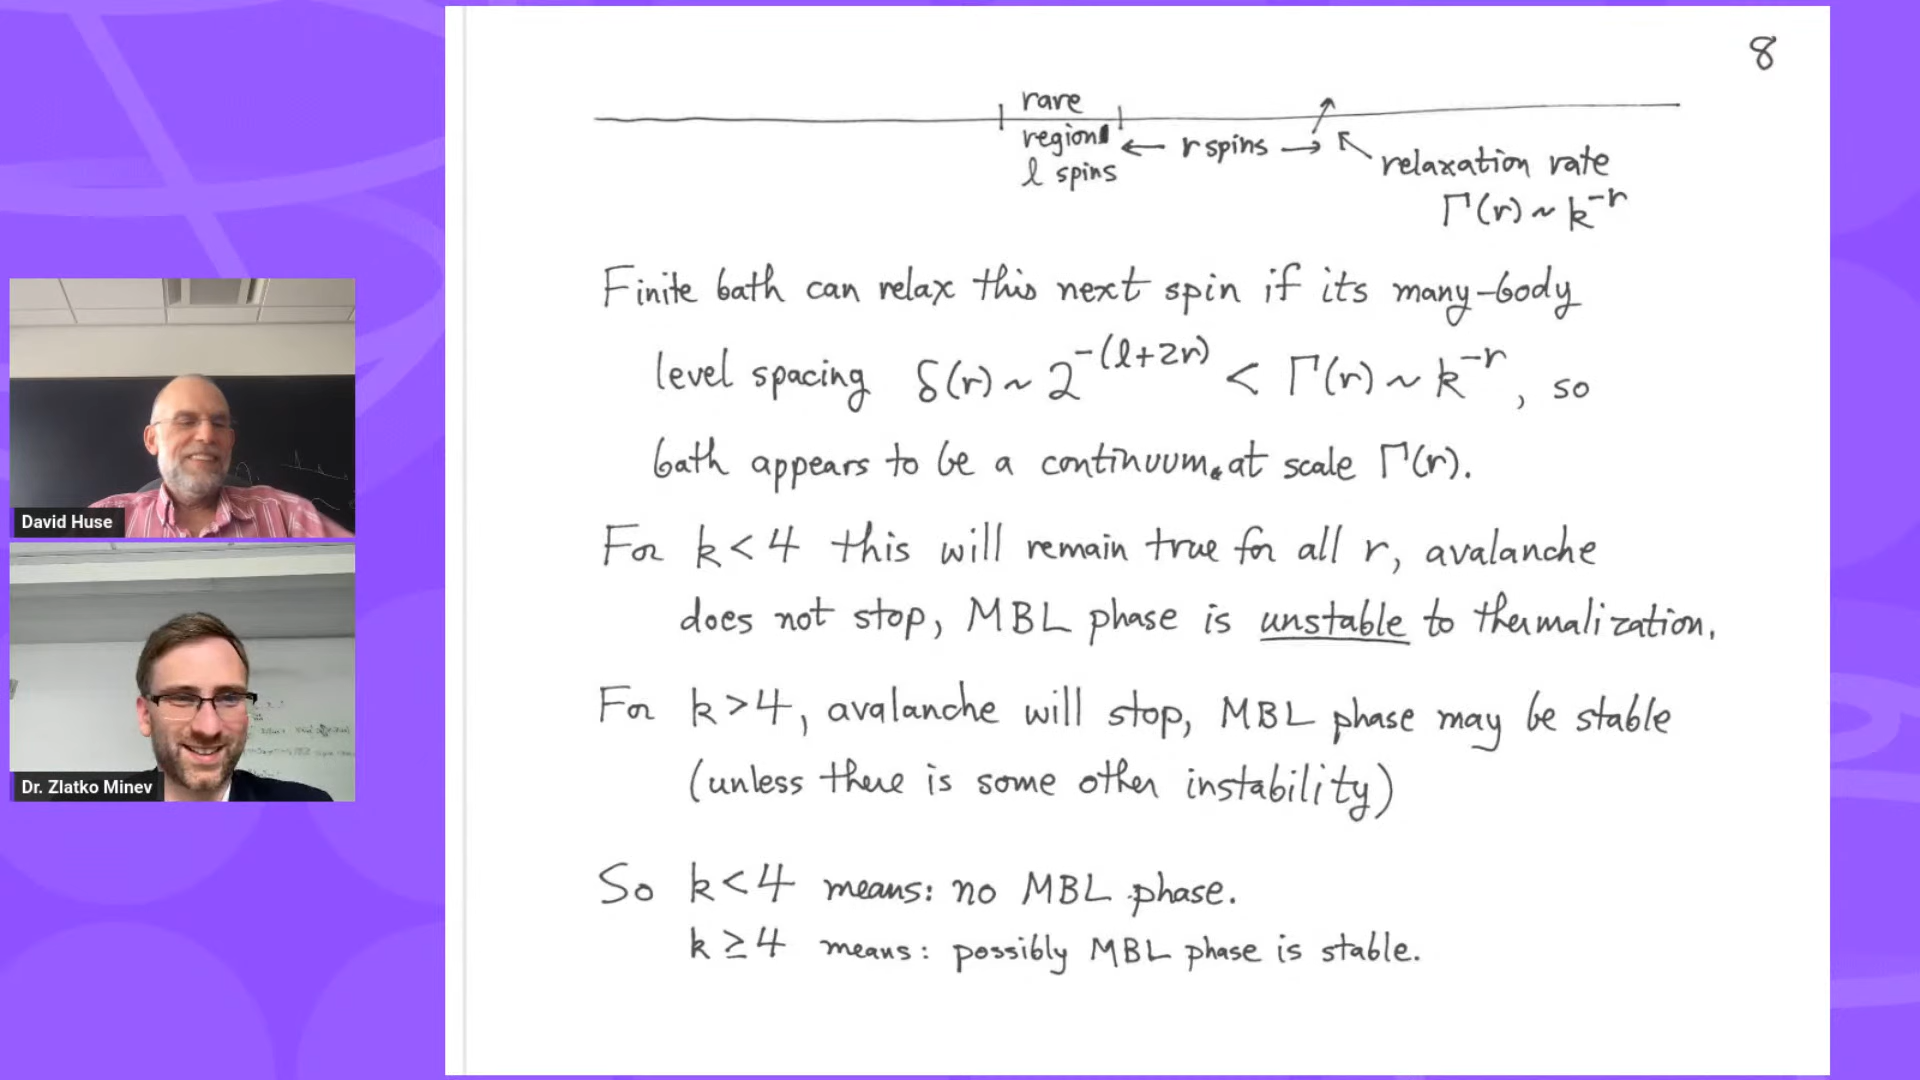 8
rare
region
l spins
← r spins →
relaxation rate
Γ(r) ~ k^{-r}
Finite bath can relax this next spin if its many-body
level spacing δ(r) ~ 2^{-(l+2r)} < Γ(r) ~ k^{-r}, so
bath appears to be a continuum at scale Γ(r).
For k<4 this will remain true for all r, avalanche
does not stop, MBL phase is unstable to thermalization.
For k>4, avalanche will stop, MBL phase may be stable
(unless there is some other instability)
So k<4 means: no MBL phase.
k≥4 means: possibly MBL phase is stable.
David Huse
Dr. Zlatko Minev